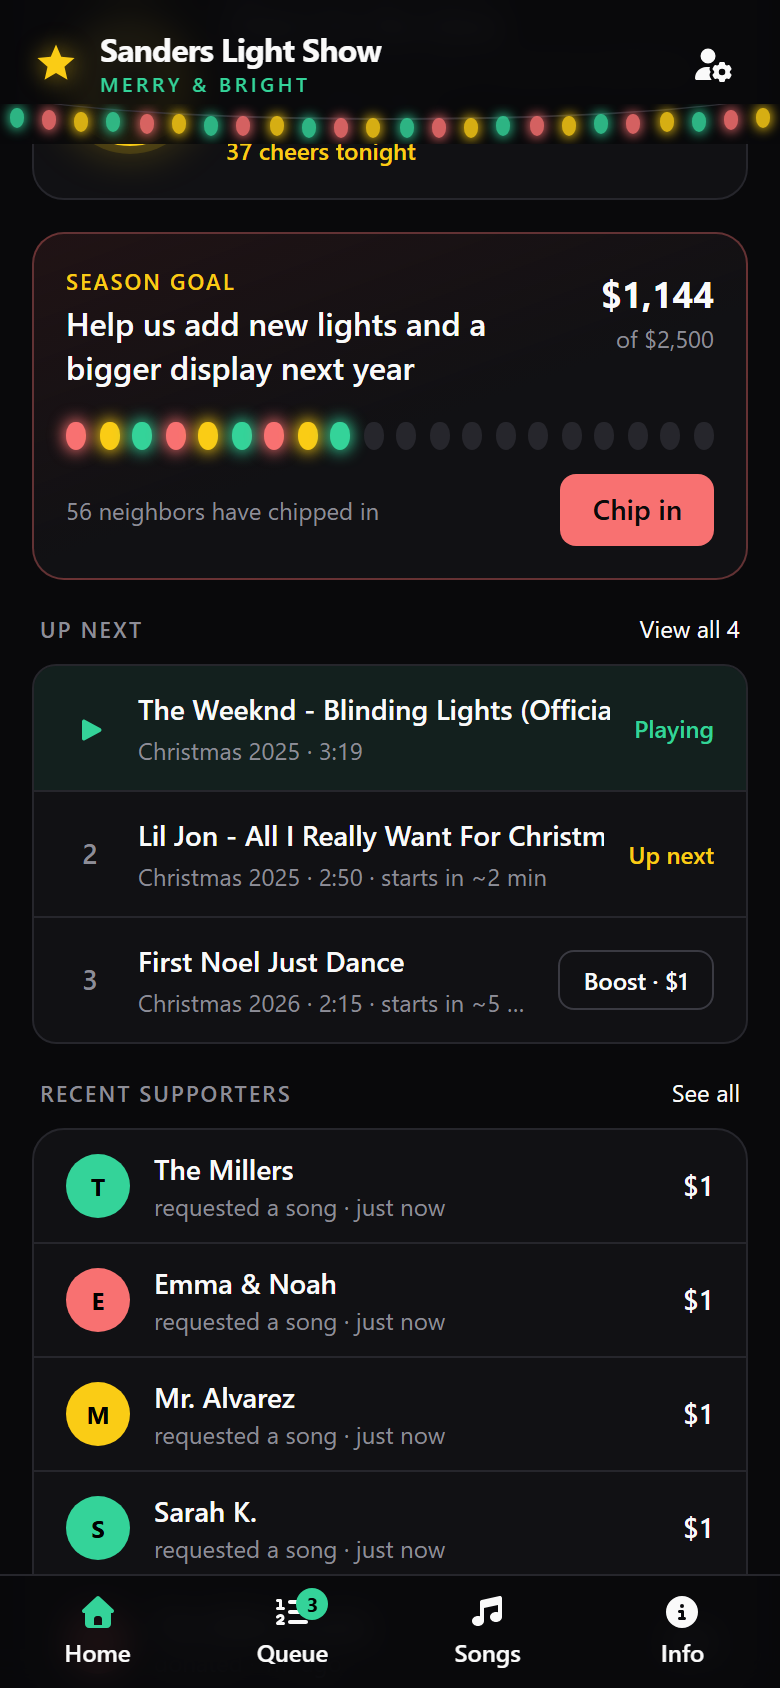 Sanders Light Show
MERRY & BRIGHT
37 cheers tonight
SEASON GOAL
Help us add new lights and a
bigger display next year
$1,144
of $2,500
56 neighbors have chipped in
Chip in
UP NEXT
View all 4
The Weeknd - Blinding Lights (Officia
Christmas 2025 · 3:19
Playing
2
Lil Jon - All I Really Want For Christm
Christmas 2025 · 2:50 · starts in ~2 min
Up next
3
First Noel Just Dance
Christmas 2026 · 2:15 · starts in ~5 ...
Boost · $1
RECENT SUPPORTERS
See all
T
The Millers
requested a song · just now
$1
E
Emma & Noah
requested a song · just now
$1
M
Mr. Alvarez
requested a song · just now
$1
S
Sarah K.
requested a song · just now
$1
Home
3
Queue
Songs
Info